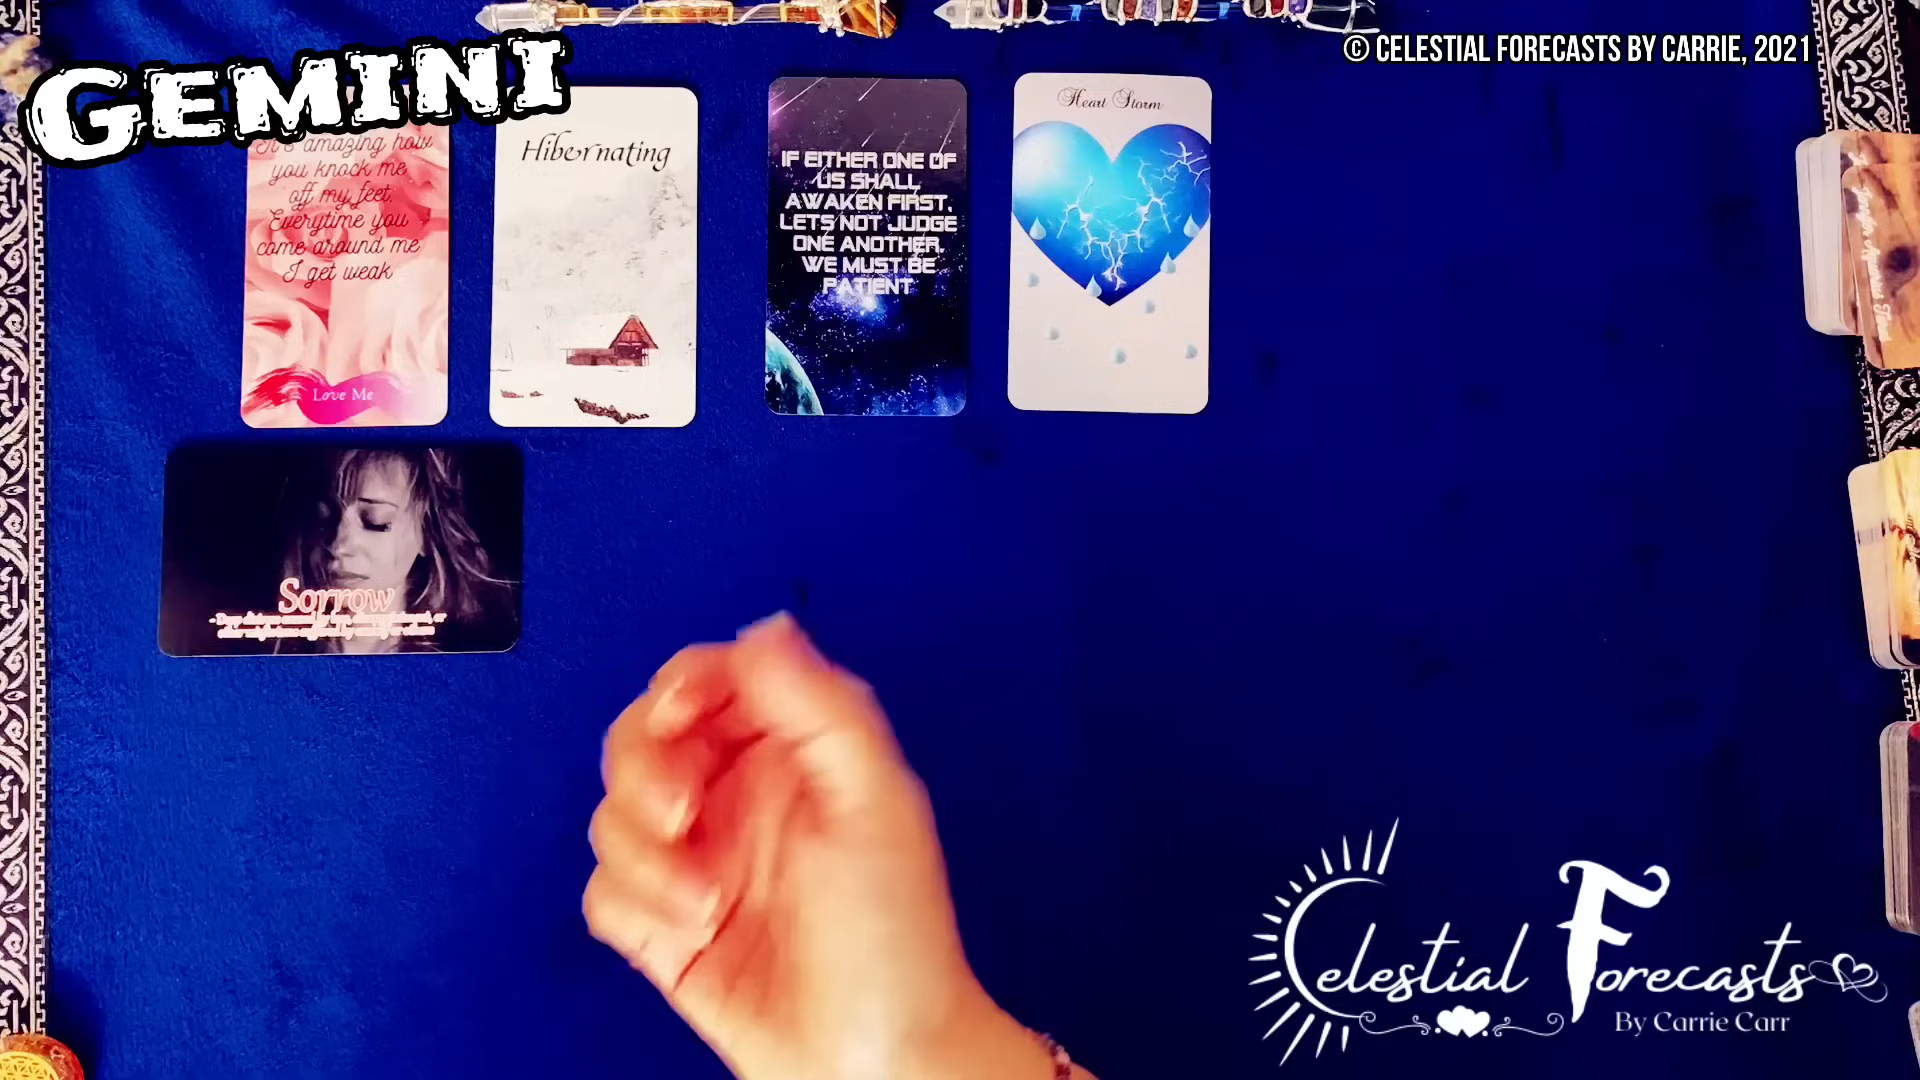 GEMINI
© CELESTIAL FORECASTS BY CARRIE, 2021
It's amazing how
you knock me
off my feet,
Everytime you
come around me
I get weak
Love Me
Hibernating
IF EITHER ONE OF
US SHALL
AWAKEN FIRST,
LETS NOT JUDGE
ONE ANOTHER.
WE MUST BE
PATIENT
Heart Storm
Sorrow
Celestial Forecasts
By Carrie Carr